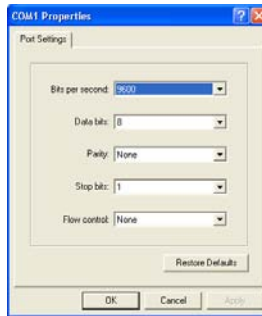 COM1 Properties
Port Settings
Bits per second: 9600
Data bits: 8
Parity: None
Stop bits: 1
Flow control: None
Restore Defaults
OK Cancel Apply